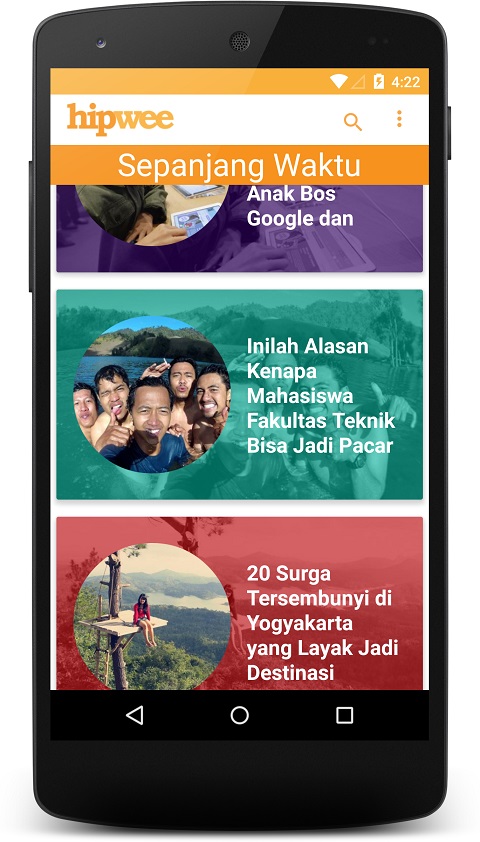 4:22
hipwee
Sepanjang Waktu
Anak Bos
Google dan
Inilah Alasan
Kenapa
Mahasiswa
Fakultas Teknik
Bisa Jadi Pacar
20 Surga
Tersembunyi di
Yogyakarta
yang Layak Jadi
Destinasi